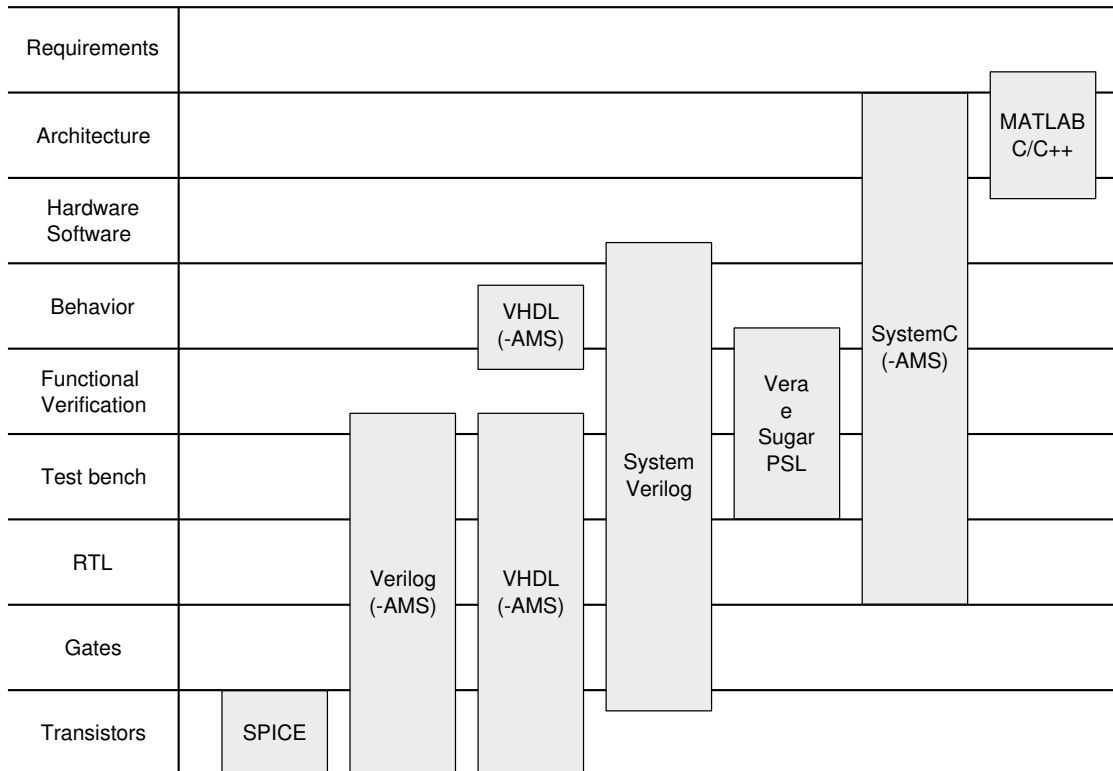 Requirements
Architecture
Hardware
Software
Behavior
Functional
Verification
Test bench
RTL
Gates
Transistors
SPICE
Verilog
(-AMS)
VHDL
(-AMS)
VHDL
(-AMS)
System
Verilog
Vera
e
Sugar
PSL
SystemC
(-AMS)
MATLAB
C/C++